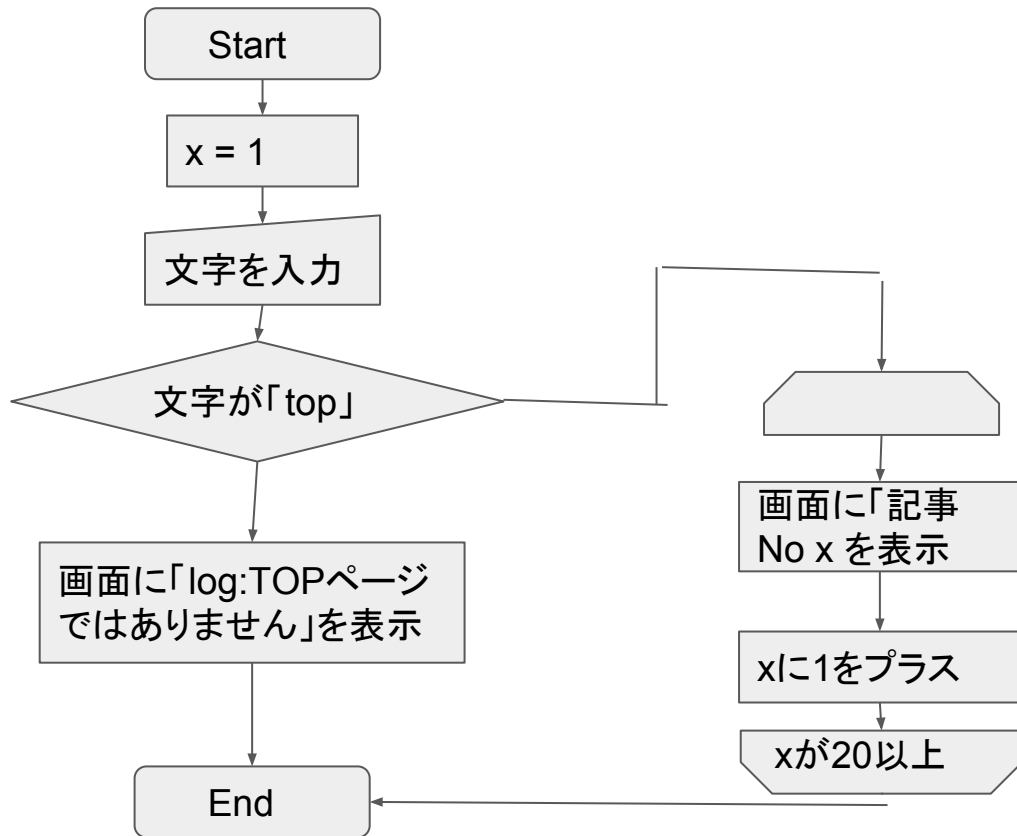 Start
x = 1
文字を入力
文字が「top」
画面に「log:TOPページ
ではありません」を表示
End
画面に「記事
No x を表示
xに1をプラス
xが20以上